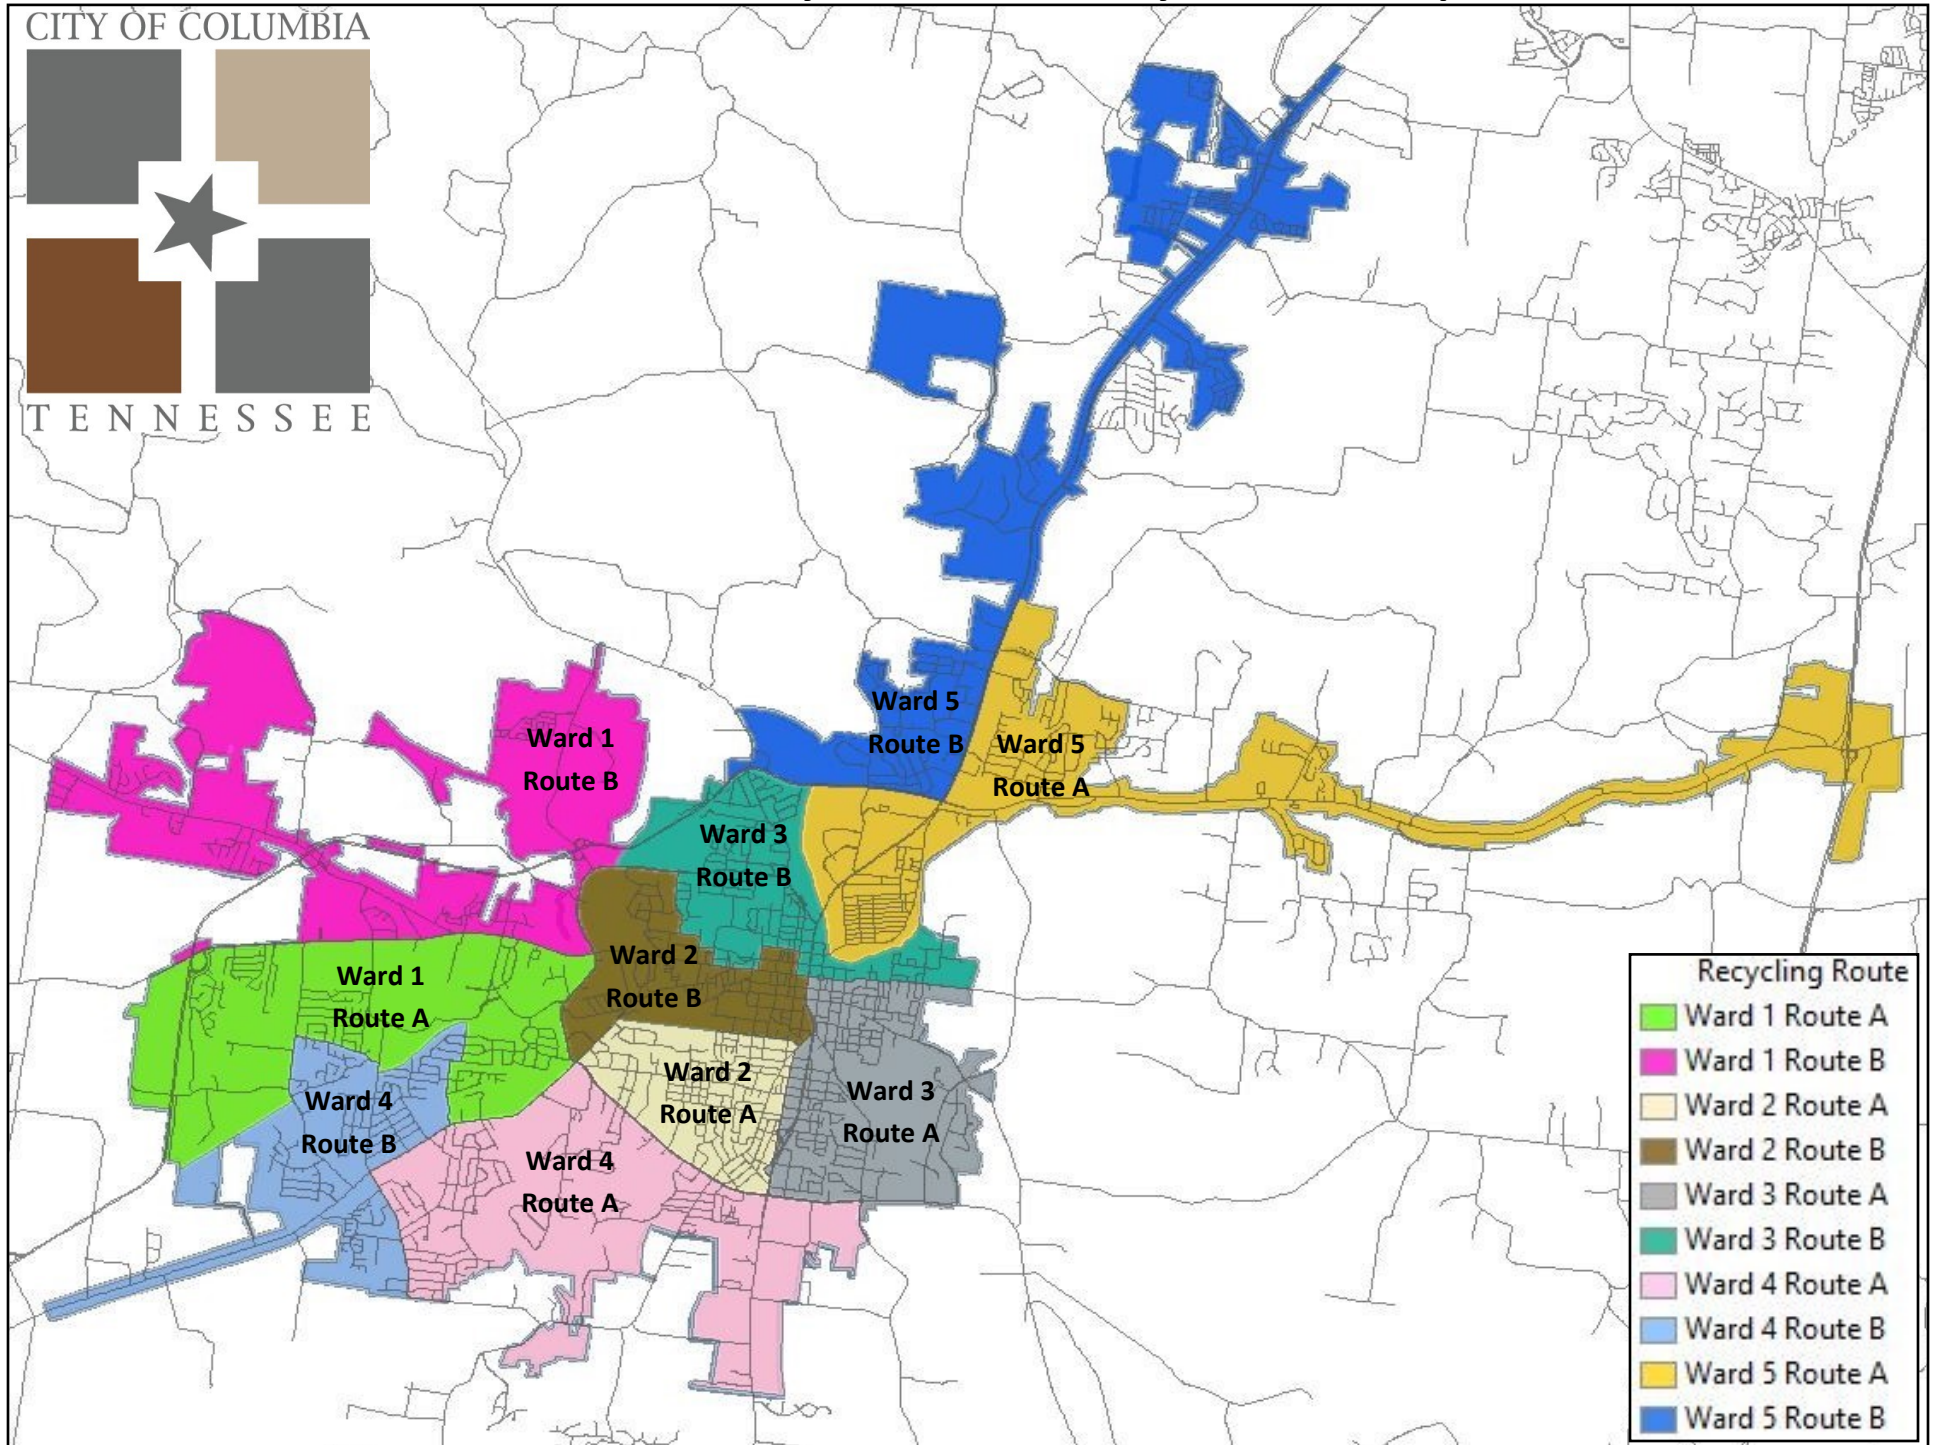 CITY OF COLUMBIA
TENNESSEE
Ward 5
Route B
Ward 5
Route A
Ward 1
Route B
Ward 3
Route B
Ward 2
Route B
Ward 1
Route A
Ward 2
Route A
Ward 3
Route A
Ward 4
Route B
Ward 4
Route A
Recycling Route
Ward 1 Route A
Ward 1 Route B
Ward 2 Route A
Ward 2 Route B
Ward 3 Route A
Ward 3 Route B
Ward 4 Route A
Ward 4 Route B
Ward 5 Route A
Ward 5 Route B